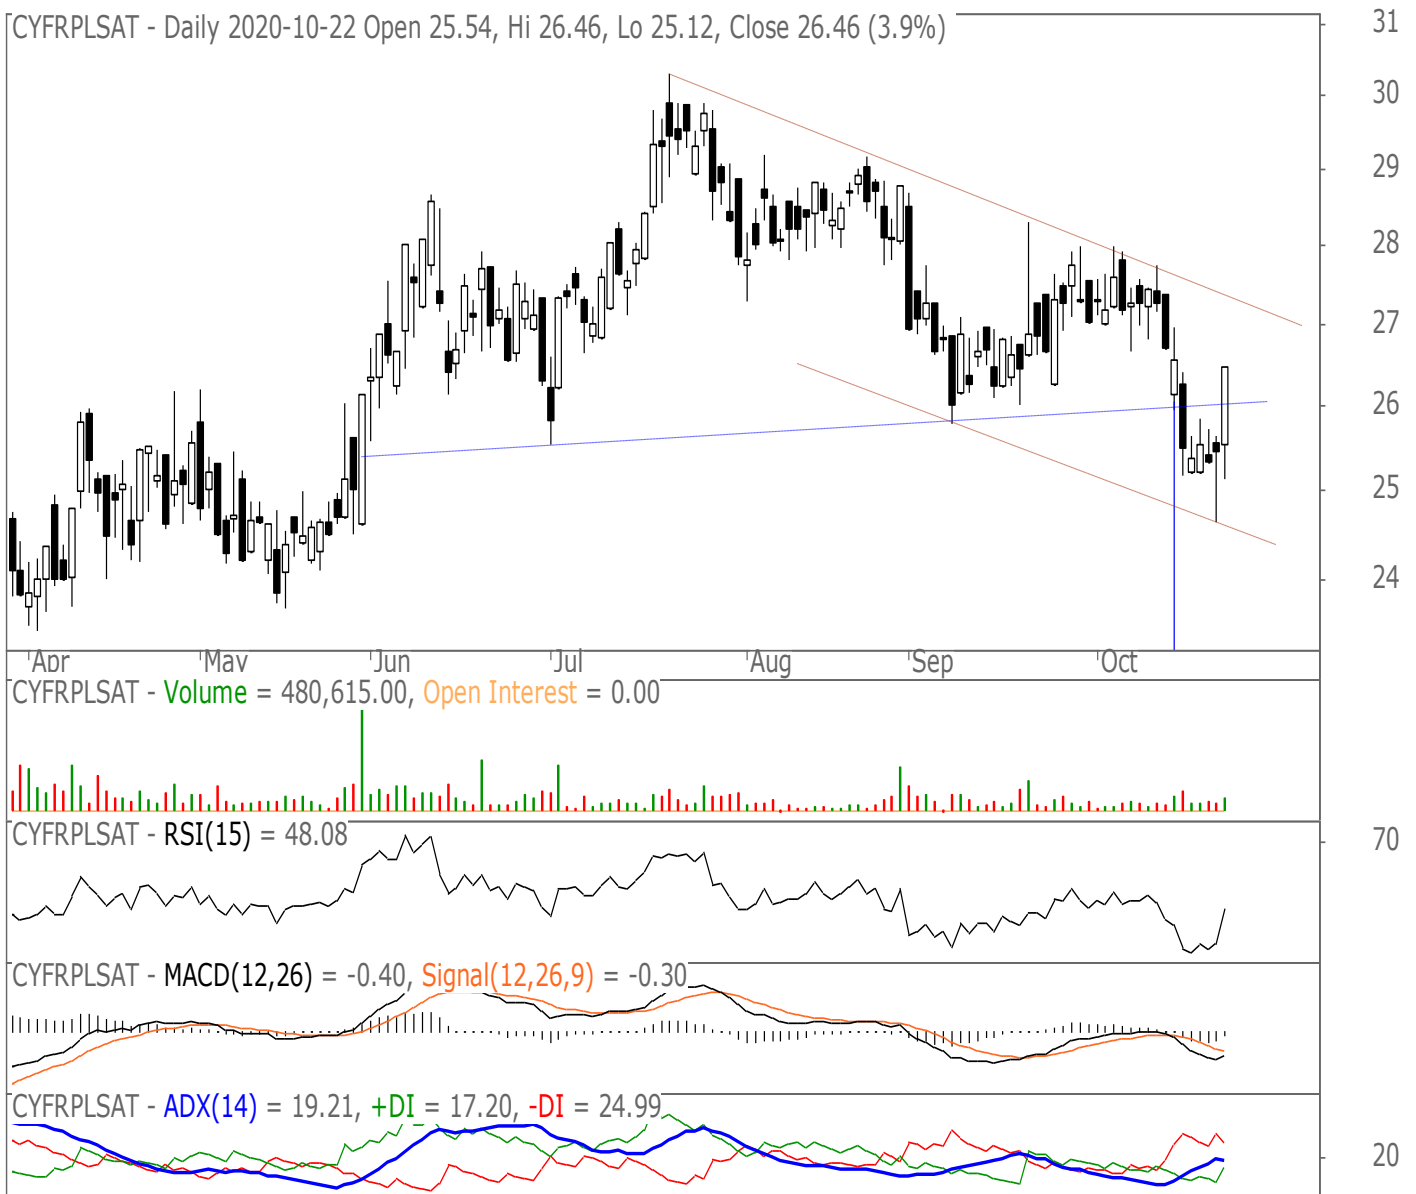 CYFRPLSAT - Daily 2020-10-22 Open 25.54, Hi 26.46, Lo 25.12, Close 26.46 (3.9%)
31
30
29
28
27
26
25
24
Apr May Jun Jul Aug Sep Oct
CYFRPLSAT - Volume = 480,615.00, Open Interest = 0.00
CYFRPLSAT - RSI(15) = 48.08
70
CYFRPLSAT - MACD(12,26) = -0.40, Signal(12,26,9) = -0.30
CYFRPLSAT - ADX(14) = 19.21, +DI = 17.20, -DI = 24.99
20